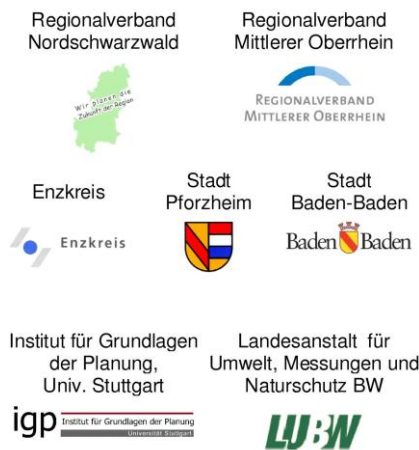 Regionalverband
Nordschwarzwald
Wir planen die
Zukunft der Region
Regionalverband
Mittlerer Oberrhein
REGIONALVERBAND
MITTLERER OBERRHEIN
Enzkreis
Enzkreis
Stadt
Pforzheim
Stadt
Baden-Baden
Baden Baden
Institut für Grundlagen
der Planung,
Univ. Stuttgart
igp Institut für Grundlagen der Planung
Universität Stuttgart
Landesanstalt für
Umwelt, Messungen und
Naturschutz BW
LUBW